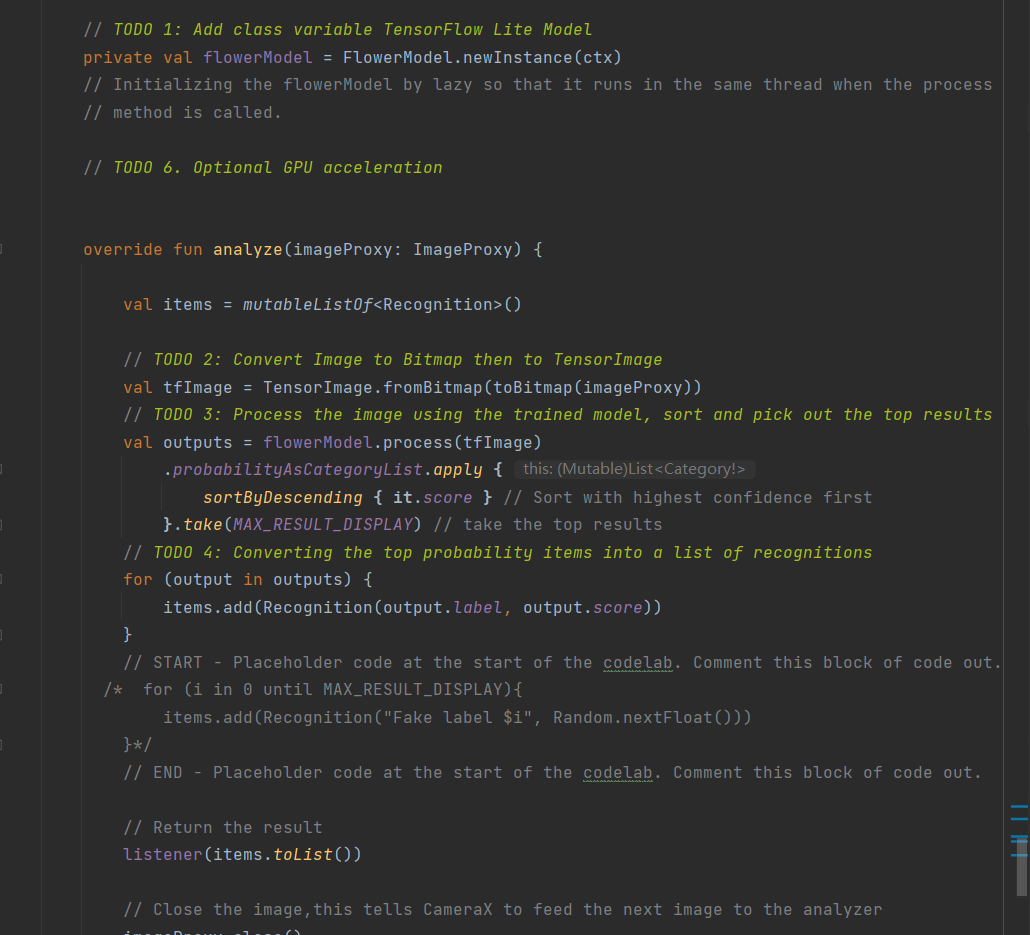 // TODO 1: Add class variable TensorFlow Lite Model
private val flowerModel = FlowerModel.newInstance(ctx)
// Initializing the flowerModel by lazy so that it runs in the same thread when the process
// method is called.
// TODO 6. Optional GPU acceleration
override fun analyze(imageProxy: ImageProxy) {
val items = mutableListOf<Recognition>()
// TODO 2: Convert Image to Bitmap then to TensorImage
val tfImage = TensorImage.fromBitmap(toBitmap(imageProxy))
// TODO 3: Process the image using the trained model, sort and pick out the top results
val outputs = flowerModel.process(tfImage)
.probabilityAsCategoryList.apply { this: (Mutable)List<Category!>
sortByDescending { it.score } // Sort with highest confidence first
}.take(MAX_RESULT_DISPLAY) // take the top results
// TODO 4: Converting the top probability items into a list of recognitions
for (output in outputs) {
items.add(Recognition(output.label, output.score))
}
// START - Placeholder code at the start of the codelab. Comment this block of code out.
/* for (i in 0 until MAX_RESULT_DISPLAY){
items.add(Recognition("Fake label $i", Random.nextFloat()))
}*/
// END - Placeholder code at the start of the codelab. Comment this block of code out.
// Return the result
listener(items.toList())
// Close the image,this tells CameraX to feed the next image to the analyzer
imageProxy.close()